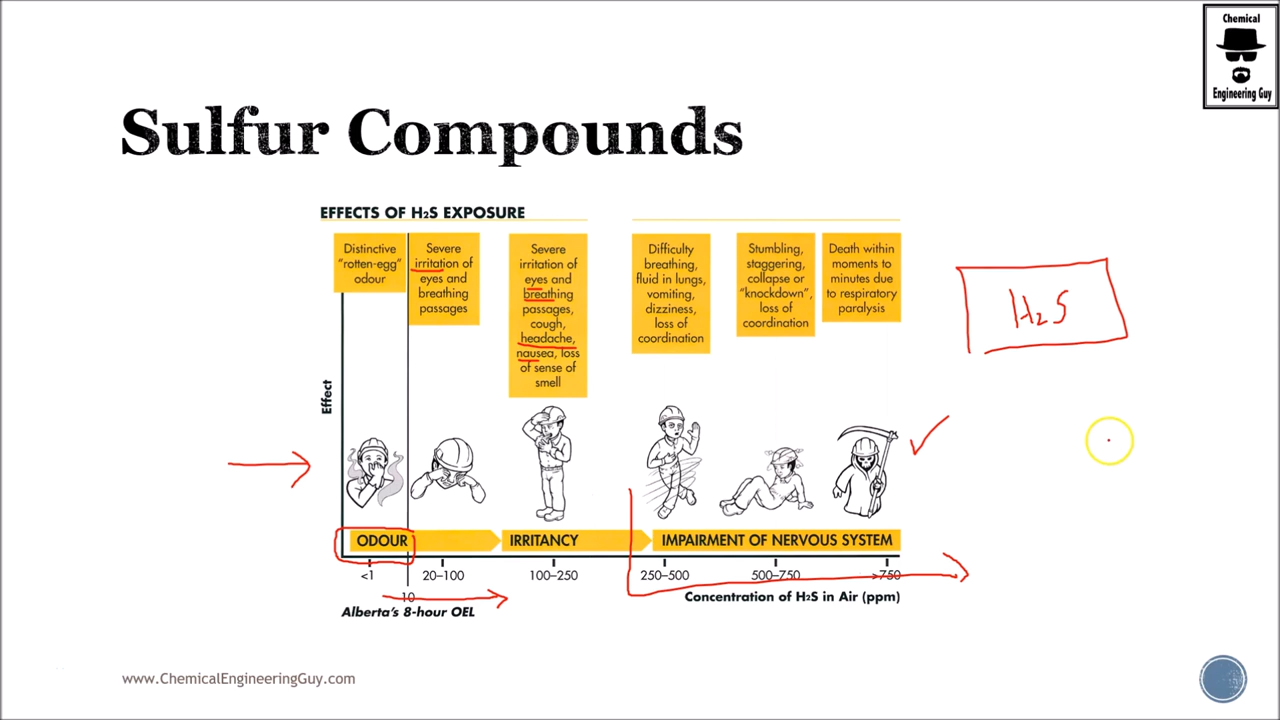 Chemical
Engineering Guy
Sulfur Compounds
EFFECTS OF H₂S EXPOSURE
Distinctive
"rotten-egg"
odour
Severe
irritation of
eyes and
breathing
passages
Severe
irritation of
eyes and
breathing
passages,
cough,
headache,
nausea, loss
of sense of
smell
Difficulty
breathing,
fluid in lungs,
vomiting,
dizziness,
loss of
coordination
Stumbling,
staggering,
collapse or
"knockdown",
loss of
coordination
Death within
moments to
minutes due
to respiratory
paralysis
H₂S
Effect
ODOUR
IRRITANCY
IMPAIRMENT OF NERVOUS SYSTEM
<1
20–100
100–250
250–500
500–750
>750
10
Concentration of H₂S in Air (ppm)
Alberta's 8-hour OEL
www.ChemicalEngineeringGuy.com